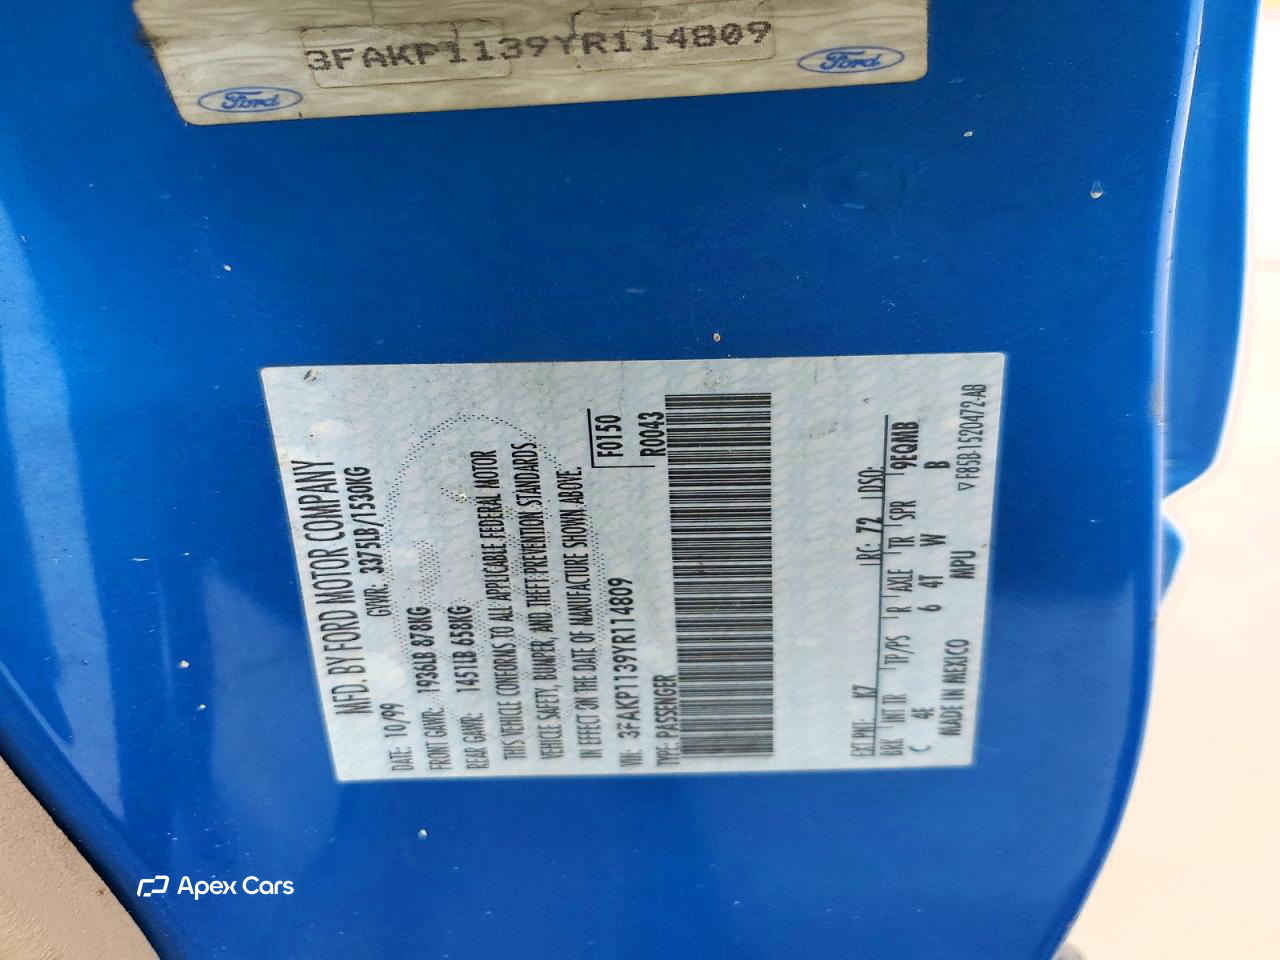 3FAKP1139YR114809
Ford
Ford
MFD. BY FORD MOTOR COMPANY
DATE: 10/99
GVWR: 3375LB/1530KG
FRONT GAWR: 1936LB 878KG
REAR GAWR: 1451LB 658KG
THIS VEHICLE CONFORMS TO ALL APPLICABLE FEDERAL MOTOR
VEHICLE SAFETY, BUMPER, AND THEFT PREVENTION STANDARDS
IN EFFECT ON THE DATE OF MANUFACTURE SHOWN ABOVE.
VIN: 3FAKP1139YR114809
F0150
TYPE: PASSENGER
R0043
EXT PNT: K7 RC: 72 DSO:
BRK INT TR TP/PS R AXLE TR SPR 9EQMB
C 4E 6 4T W B
MADE IN MEXICO MPU ▽F85B-1520472-AB
Apex Cars